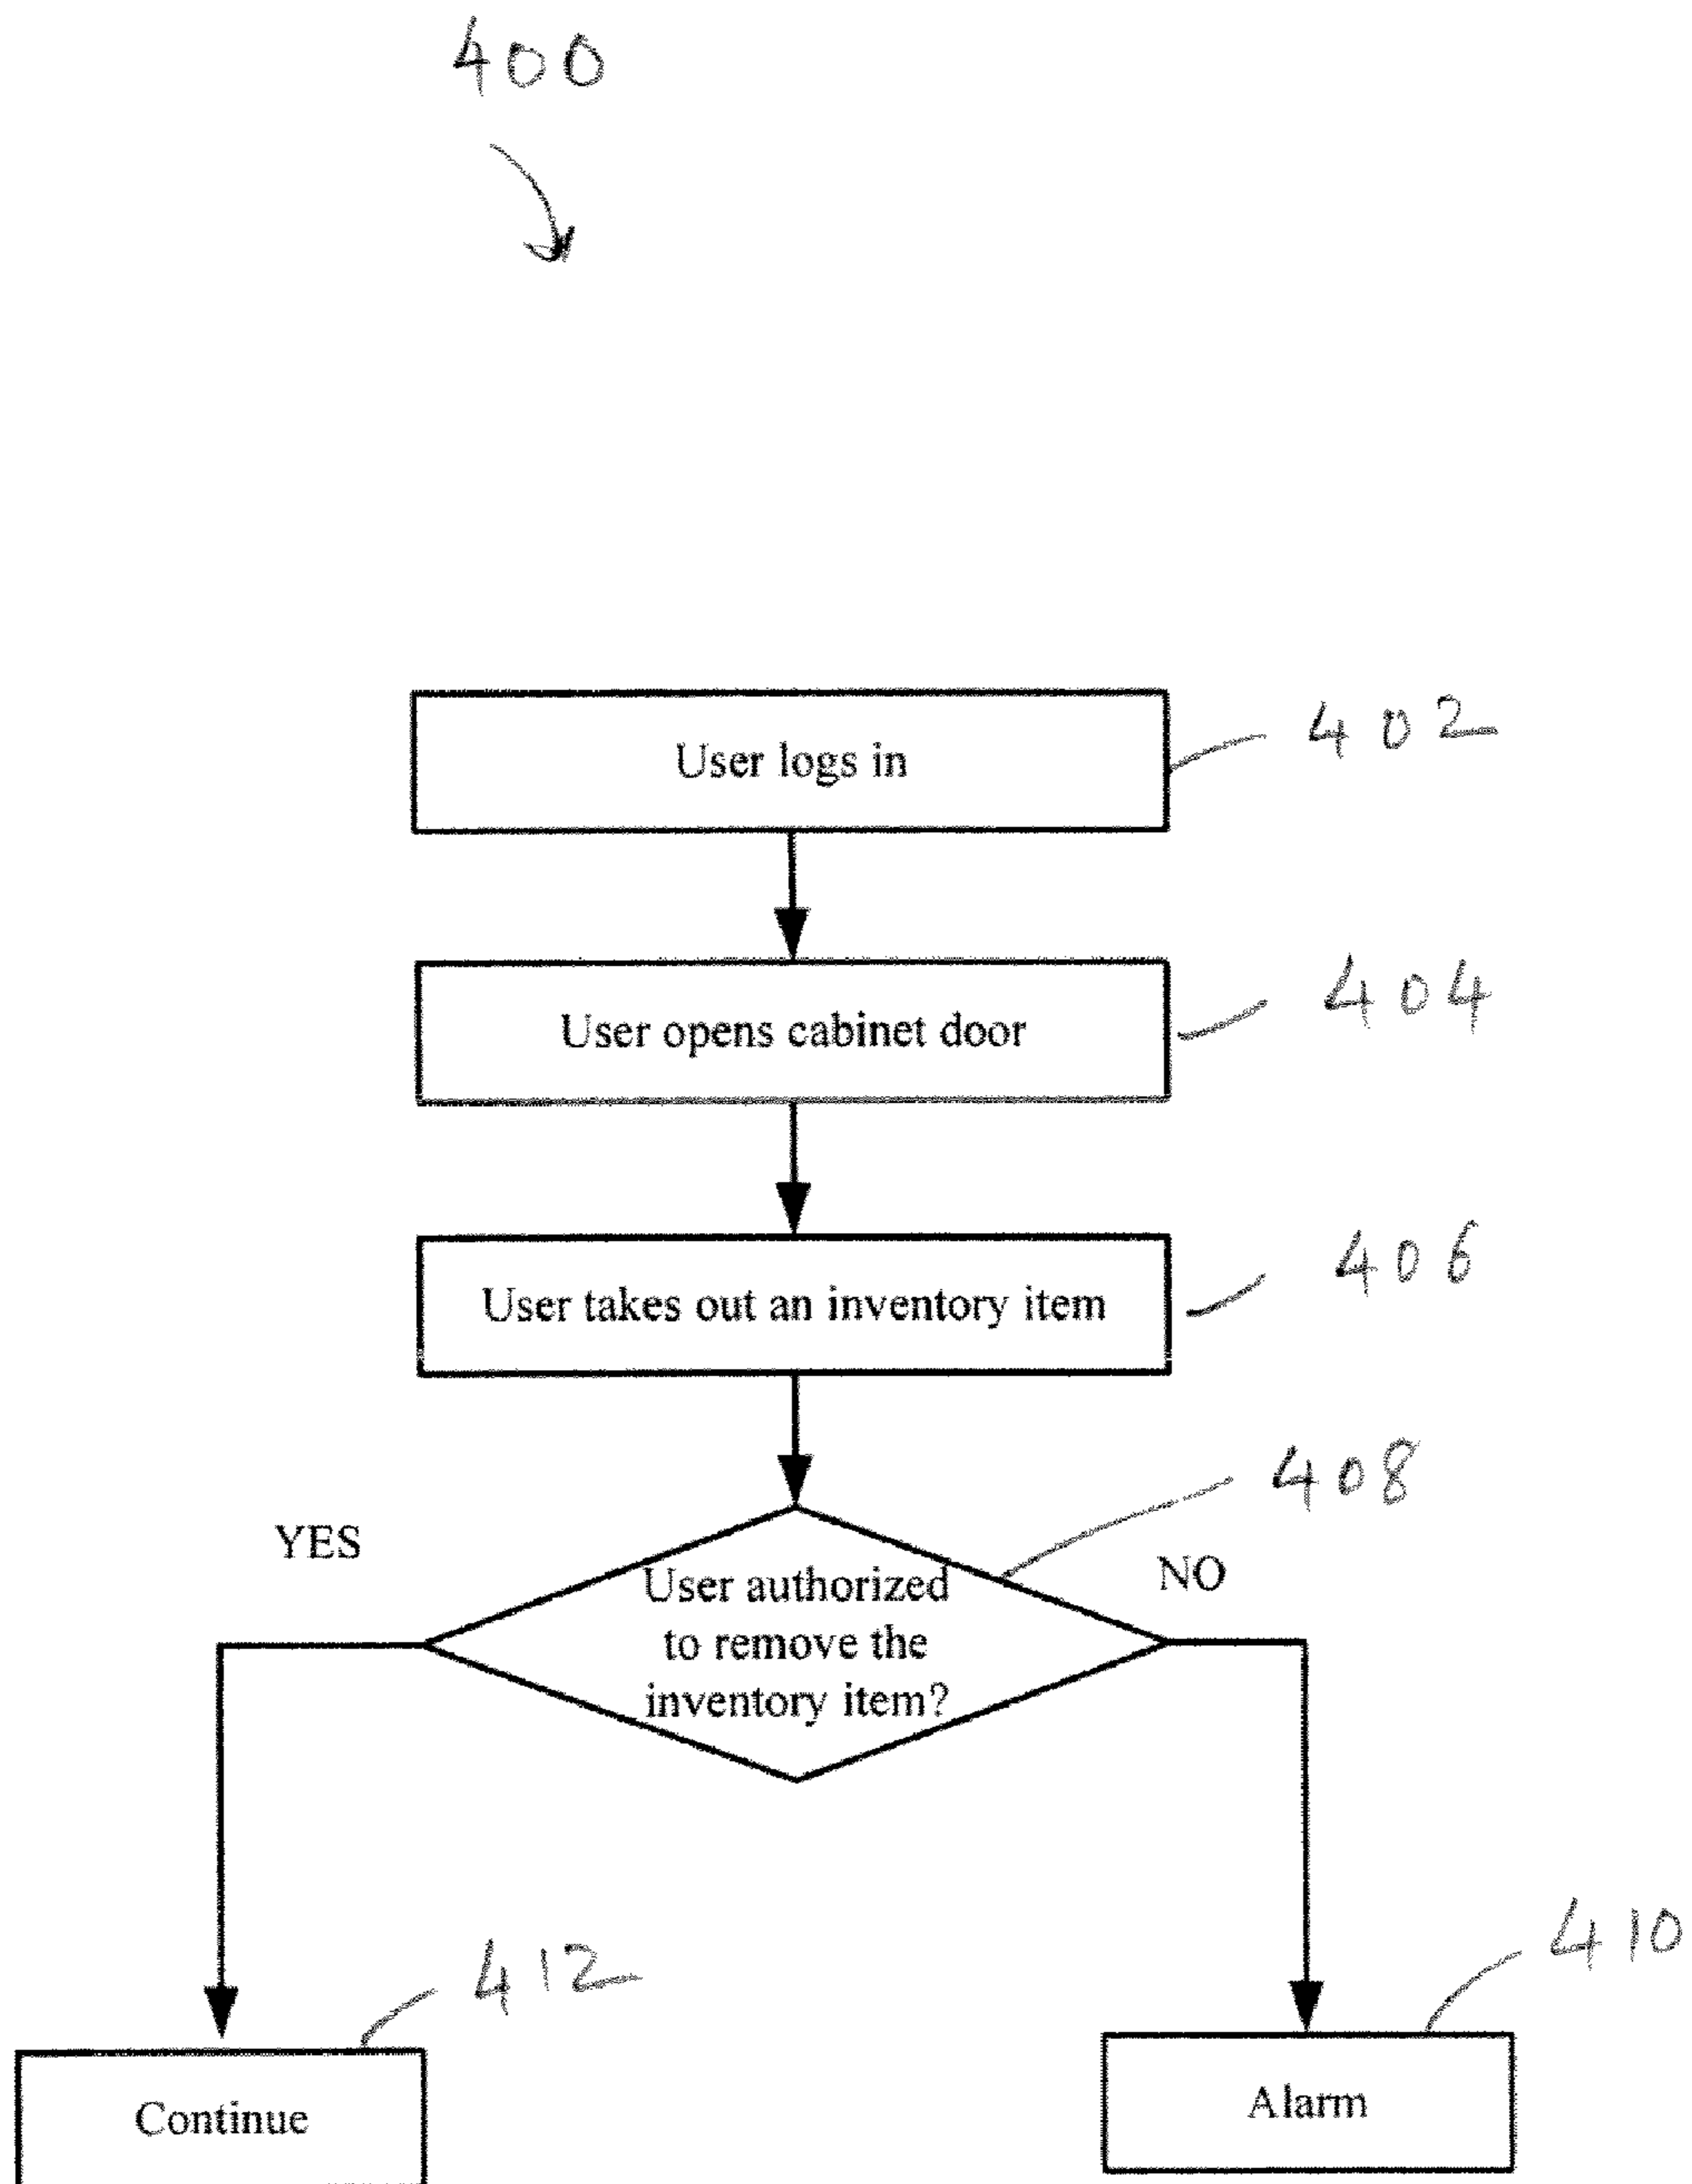 400
User logs in
402
User opens cabinet door
404
User takes out an inventory item
406
408
YES
NO
User authorized
to remove the
inventory item?
412
410
Continue
Alarm